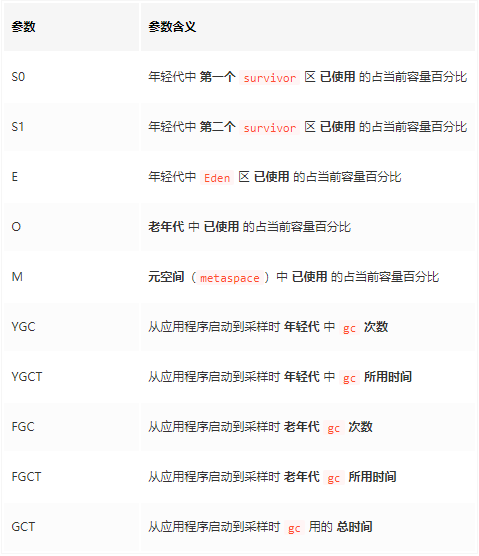 参数 参数含义
S0 年轻代中 第一个 survivor 区 已使用 的占当前容量百分比
S1 年轻代中 第二个 survivor 区 已使用 的占当前容量百分比
E 年轻代中 Eden 区 已使用 的占当前容量百分比
O 老年代 中 已使用 的占当前容量百分比
M 元空间（metaspace）中 已使用 的占当前容量百分比
YGC 从应用程序启动到采样时 年轻代 中 gc 次数
YGCT 从应用程序启动到采样时 年轻代 中 gc 所用时间
FGC 从应用程序启动到采样时 老年代 gc 次数
FGCT 从应用程序启动到采样时 老年代 gc 所用时间
GCT 从应用程序启动到采样时 gc 用的 总时间